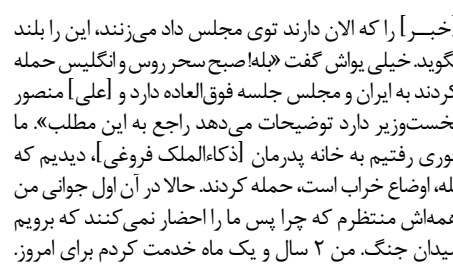 [خبــر] را که الان دارند توی مجلس داد می‌زنند، این را بلند
بگوید. خیلی یواش گفت «بله! صبح سحر روس و انگلیس حمله
کردند به ایران و مجلس جلسه فوق‌العاده دارد و [علی] منصور
نخست‌وزیر دارد توضیحات می‌دهد راجع به این مطلب». ما
فوری رفتیم به خانه پدرمان [ذکاءالملک فروغی]، دیدیم که
بله، اوضاع خراب است، حمله کردند. حالا در آن اول جوانی من
همه‌اش منتظرم که چرا پس ما را احضار نمی‌کنند که برویم
میدان جنگ. من ۲ سال و یک ماه خدمت کردم برای امروز.